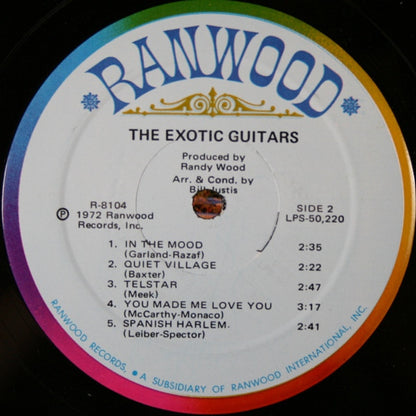 RANWOOD
THE EXOTIC GUITARS
Produced by
Randy Wood
Arr. & Cond. by
Bill Justis
R-8104
Ⓟ 1972 Ranwood
Records, Inc.
SIDE 2
LPS-50,220
1. IN THE MOOD 2:35
(Garland-Razaf)
2. QUIET VILLAGE 2:22
(Baxter)
3. TELSTAR 2:47
(Meek)
4. YOU MADE ME LOVE YOU 3:17
(McCarthy-Monaco)
5. SPANISH HARLEM. 2:41
(Leiber-Spector)
RANWOOD RECORDS, • A SUBSIDIARY OF RANWOOD INTERNATIONAL, INC.